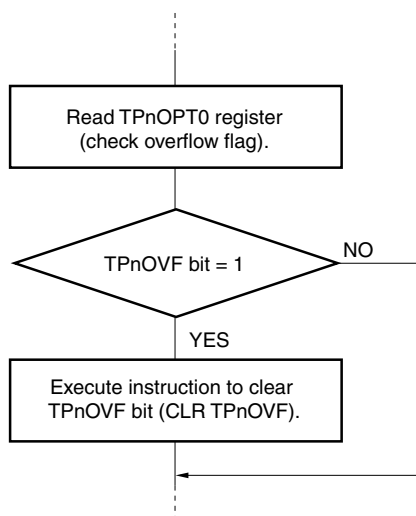 Read TPnOPT0 register
(check overflow flag).
TPnOVF bit = 1
NO
YES
Execute instruction to clear
TPnOVF bit (CLR TPnOVF).